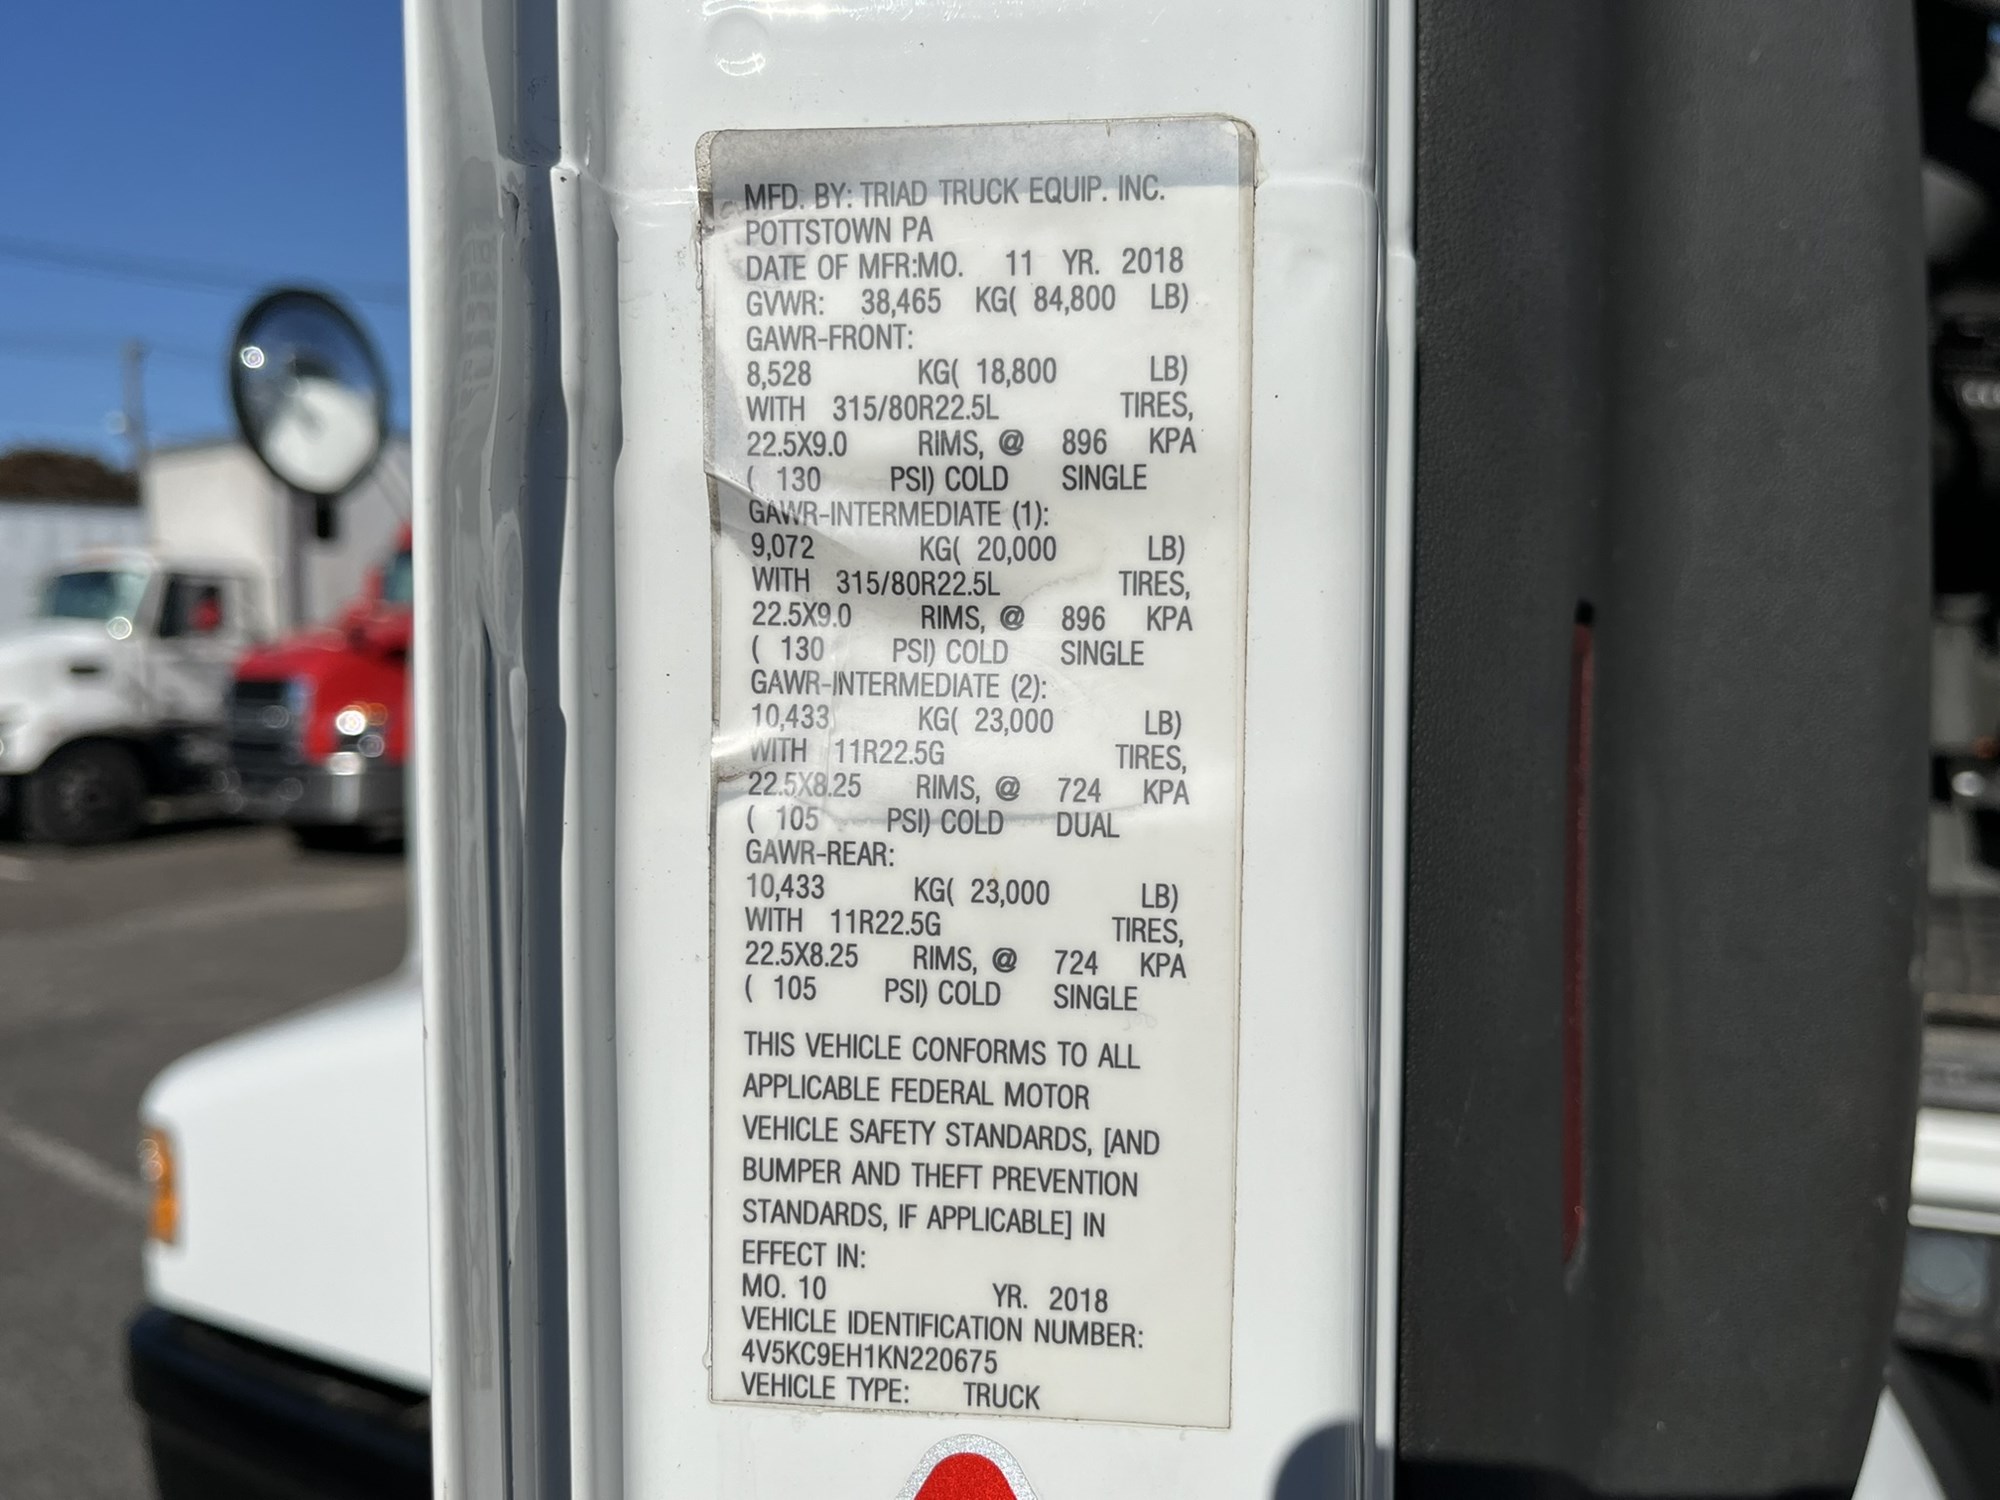 MFD. BY: TRIAD TRUCK EQUIP. INC.
POTTSTOWN PA
DATE OF MFR:MO. 11 YR. 2018
GVWR: 38,465 KG( 84,800 LB)
GAWR-FRONT:
8,528 KG( 18,800 LB)
WITH 315/80R22.5L TIRES,
22.5X9.0 RIMS, @ 896 KPA
( 130 PSI) COLD SINGLE
GAWR-INTERMEDIATE (1):
9,072 KG( 20,000 LB)
WITH 315/80R22.5L TIRES,
22.5X9.0 RIMS, @ 896 KPA
( 130 PSI) COLD SINGLE
GAWR-INTERMEDIATE (2):
10,433 KG( 23,000 LB)
WITH 11R22.5G TIRES,
22.5X8.25 RIMS, @ 724 KPA
( 105 PSI) COLD DUAL
GAWR-REAR:
10,433 KG( 23,000 LB)
WITH 11R22.5G TIRES,
22.5X8.25 RIMS, @ 724 KPA
( 105 PSI) COLD SINGLE
THIS VEHICLE CONFORMS TO ALL
APPLICABLE FEDERAL MOTOR
VEHICLE SAFETY STANDARDS, [AND
BUMPER AND THEFT PREVENTION
STANDARDS, IF APPLICABLE] IN
EFFECT IN:
MO. 10 YR. 2018
VEHICLE IDENTIFICATION NUMBER:
4V5KC9EH1KN220675
VEHICLE TYPE: TRUCK